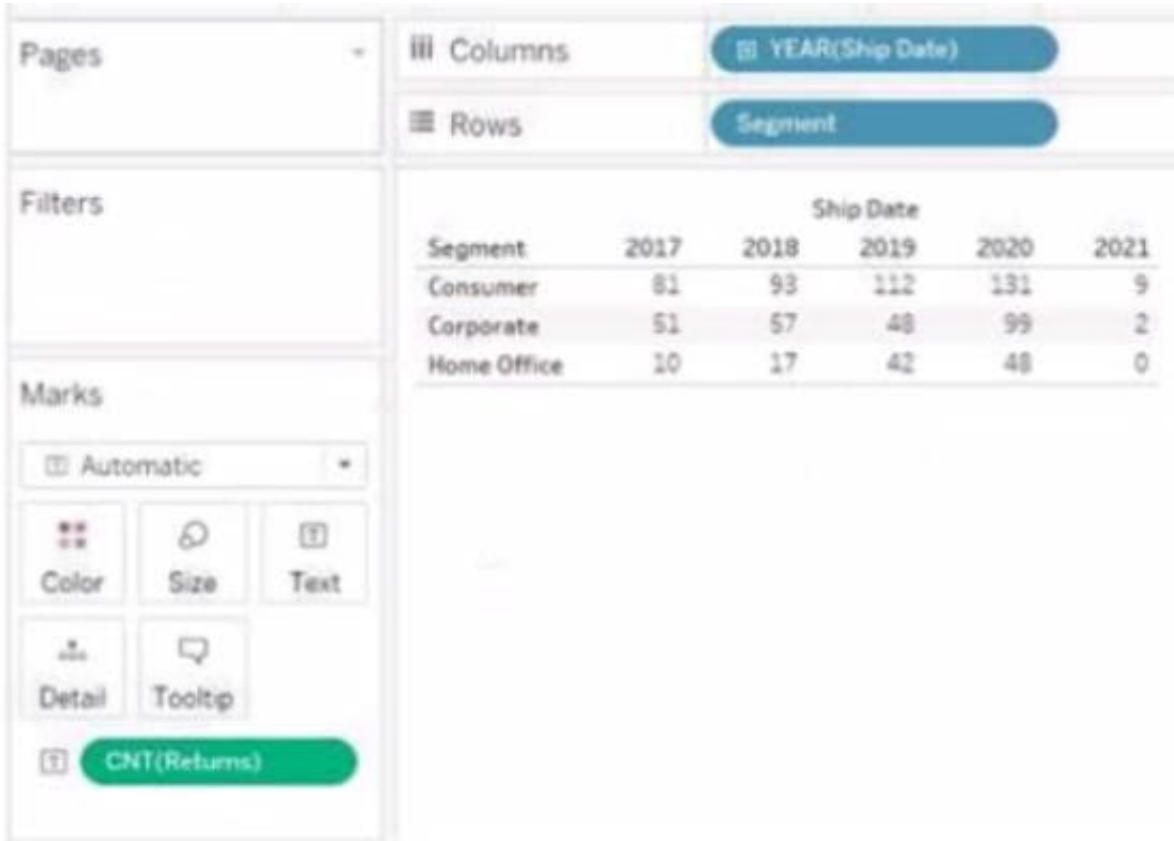 Pages
Columns
YEAR(Ship Date)
Rows
Segment
Filters
Ship Date
Segment 2017 2018 2019 2020 2021
Consumer 81 93 112 131 9
Corporate 51 57 48 99 2
Home Office 10 17 42 48 0
Marks
Automatic
Color Size Text
Detail Tooltip
CNT(Returns)